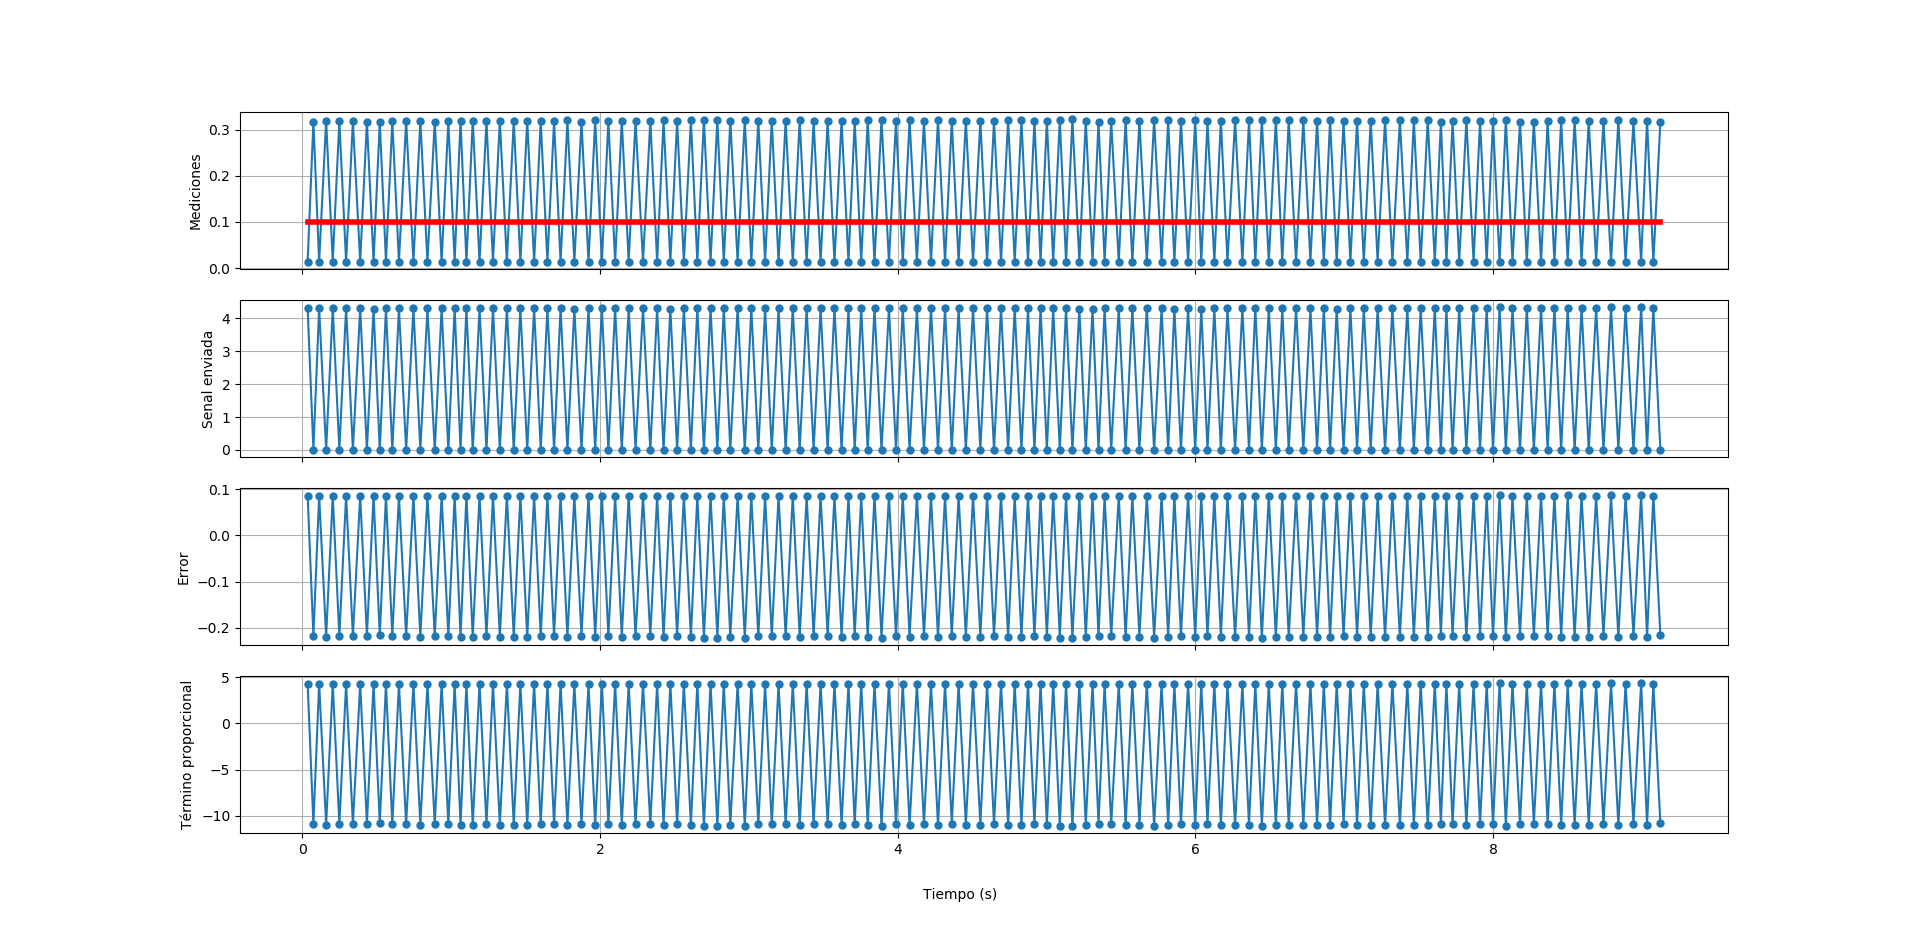 0.3
0.2
0.1
0.0
Mediciones
4
3
2
1
0
Senal enviada
0.1
0.0
−0.1
−0.2
Error
5
0
−5
−10
Término proporcional
0 2 4 6 8
Tiempo (s)